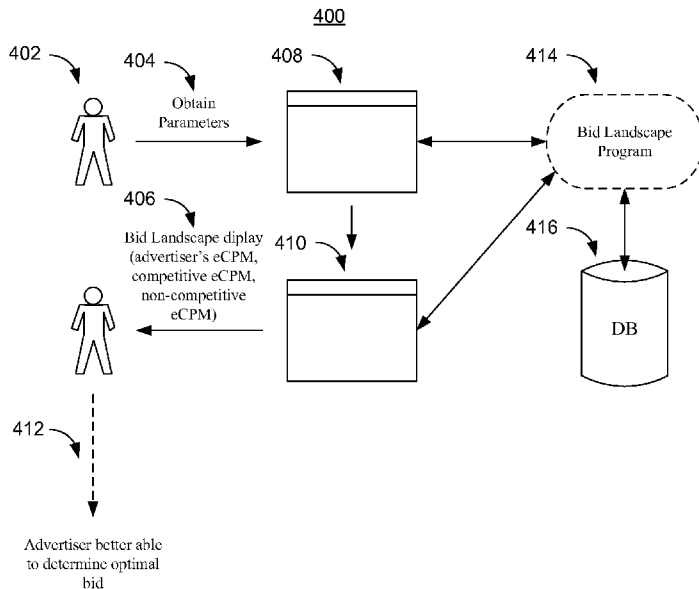 400
402
404
408
414
Obtain
Parameters
Bid Landscape
Program
406
Bid Landscape diplay
(advertiser's eCPM,
competitive eCPM,
non-competitive
eCPM)
410
416
DB
412
Advertiser better able
to determine optimal
bid